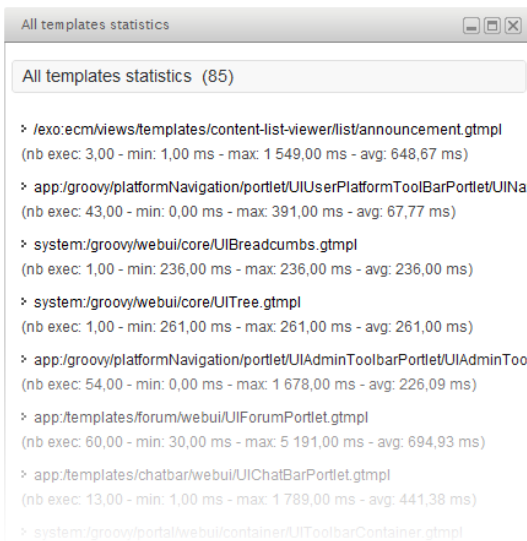 All templates statistics
All templates statistics (85)
/exo:ecm/views/templates/content-list-viewer/list/announcement.gtmpl
(nb exec: 3,00 - min: 1,00 ms - max: 1 549,00 ms - avg: 648,67 ms)
app:/groovy/platformNavigation/portlet/UIUserPlatformToolBarPortlet/UINa
(nb exec: 43,00 - min: 0,00 ms - max: 391,00 ms - avg: 67,77 ms)
system:/groovy/webui/core/UIBreadcumbs.gtmpl
(nb exec: 1,00 - min: 236,00 ms - max: 236,00 ms - avg: 236,00 ms)
system:/groovy/webui/core/UITree.gtmpl
(nb exec: 1,00 - min: 261,00 ms - max: 261,00 ms - avg: 261,00 ms)
app:/groovy/platformNavigation/portlet/UIAdminToolbarPortlet/UIAdminToo
(nb exec: 54,00 - min: 0,00 ms - max: 1 678,00 ms - avg: 226,09 ms)
app:/templates/forum/webui/UIForumPortlet.gtmpl
(nb exec: 60,00 - min: 30,00 ms - max: 5 191,00 ms - avg: 694,93 ms)
app:/templates/chatbar/webui/UIChatBarPortlet.gtmpl
(nb exec: 13,00 - min: 1,00 ms - max: 1 789,00 ms - avg: 441,38 ms)
system:/groovy/portal/webui/container/UIToolbarContainer.gtmpl